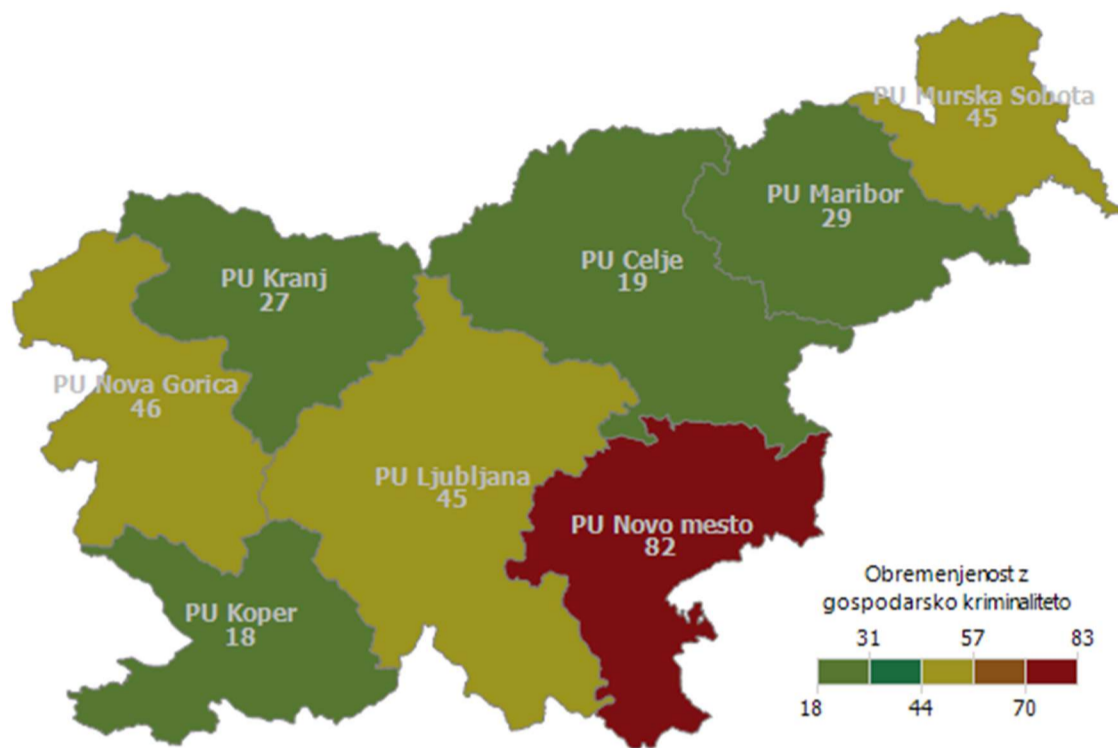 PU Murska Sobota
45
PU Maribor
29
PU Celje
19
PU Kranj
27
PU Nova Gorica
46
PU Ljubljana
45
PU Novo mesto
82
PU Koper
18
Obremenjenost z
gospodarsko kriminaliteto
31 57 83
18 44 70